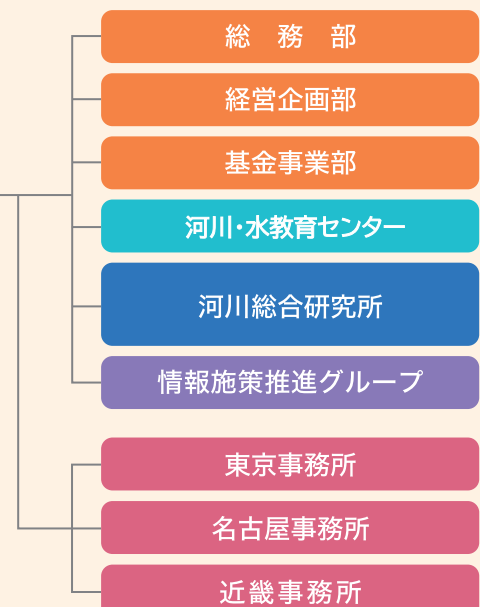 総　務　部
経営企画部
基金事業部
河川・水教育センター
河川総合研究所
情報施策推進グループ
東京事務所
名古屋事務所
近畿事務所